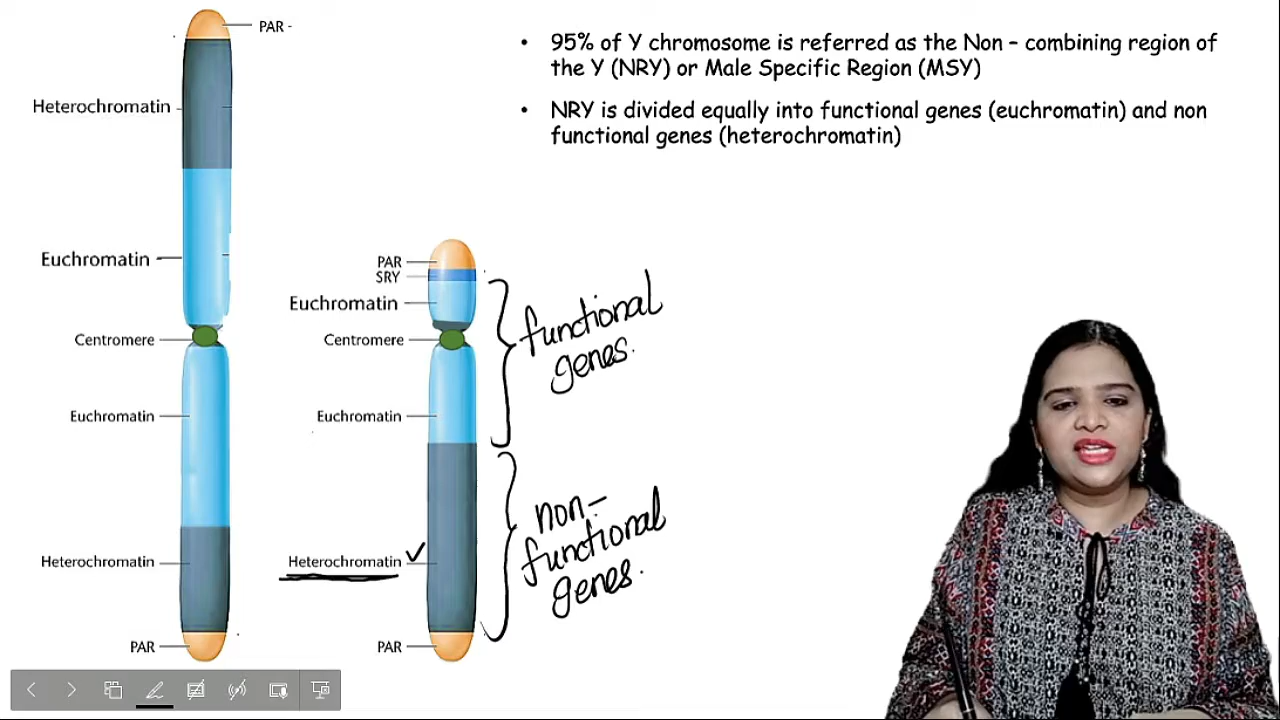 PAR -
Heterochromatin
Euchromatin
Centromere
Euchromatin
Heterochromatin
PAR
PAR
SRY
Euchromatin
Centromere
Euchromatin
Heterochromatin
PAR
functional
genes.
non-
functional
genes.
• 95% of Y chromosome is referred as the Non – combining region of
the Y (NRY) or Male Specific Region (MSY)
• NRY is divided equally into functional genes (euchromatin) and non
functional genes (heterochromatin)